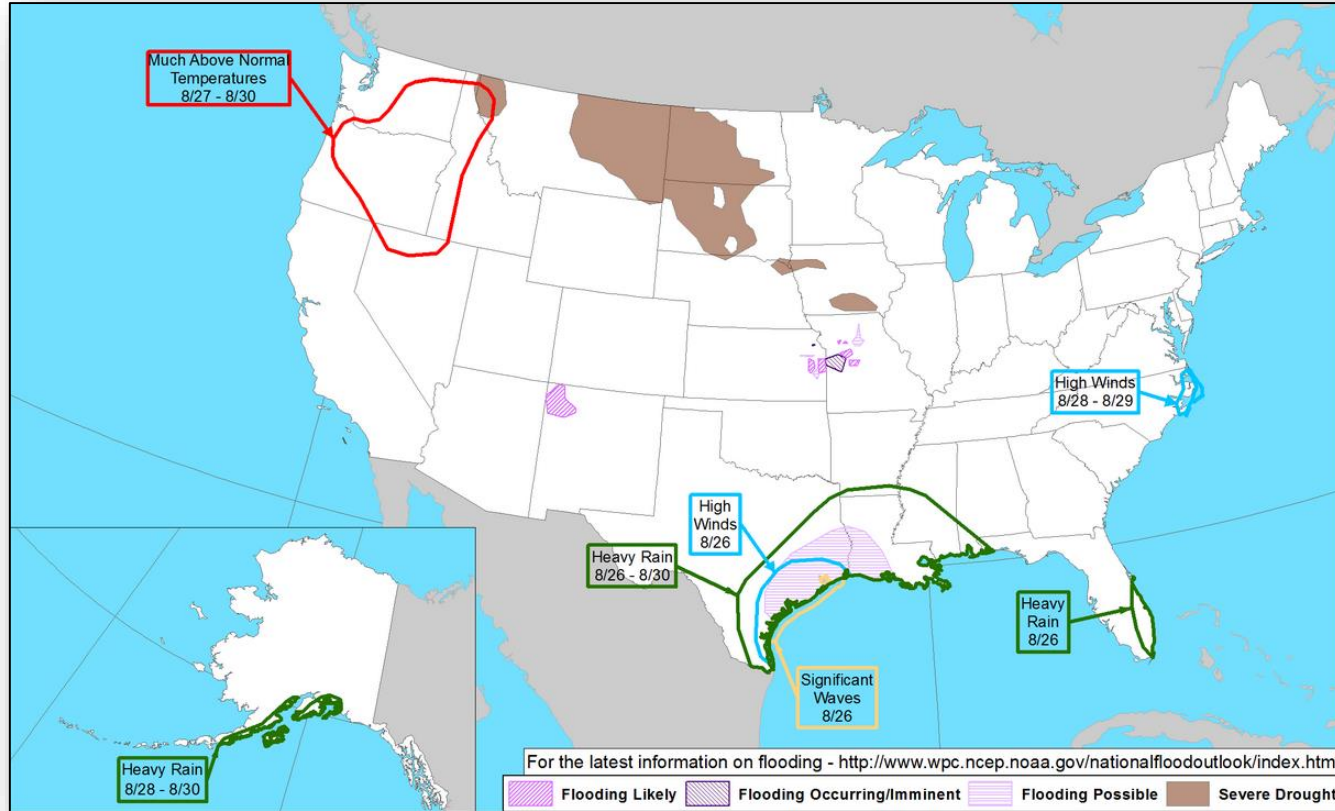 Much Above Normal
Temperatures
8/27 - 8/30
High Winds
8/28 - 8/29
High
Winds
8/26
Heavy Rain
8/26 - 8/30
Heavy
Rain
8/26
Significant
Waves
8/26
Heavy Rain
8/28 - 8/30
For the latest information on flooding - http://www.wpc.ncep.noaa.gov/nationalfloodoutlook/index.htm
Flooding Likely
Flooding Occurring/Imminent
Flooding Possible
Severe Drought